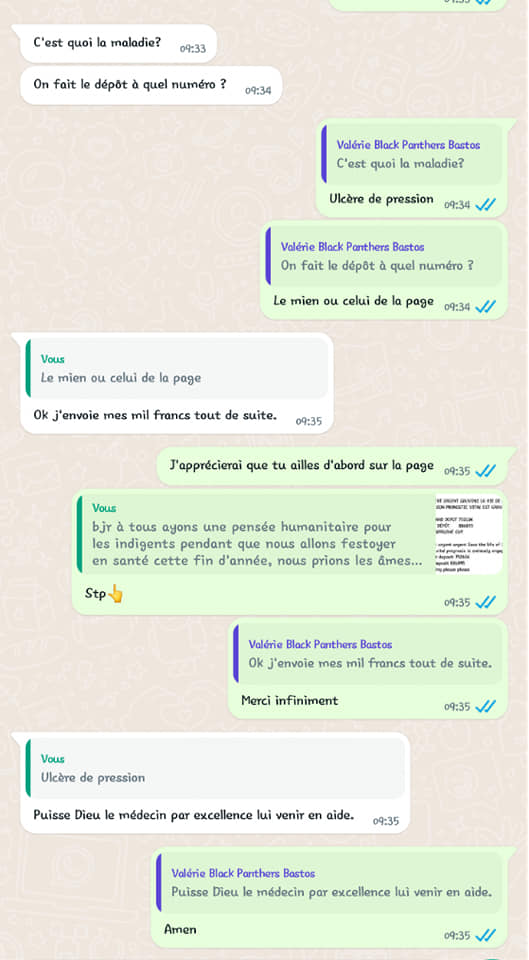 C'est quoi la maladie? 09:33
On fait le dépôt à quel numéro ? 09:34
Valérie Black Panthers Bastos
C'est quoi la maladie?
Ulcère de pression 09:34
Valérie Black Panthers Bastos
On fait le dépôt à quel numéro ?
Le mien ou celui de la page 09:34
Vous
Le mien ou celui de la page
Ok j'envoie mes mil francs tout de suite. 09:35
J'apprécierai que tu ailles d'abord sur la page 09:35
Vous
bjr à tous ayons une pensée humanitaire pour
les indigents pendant que nous allons festoyer
en santé cette fin d'année, nous prions les âmes...
Stp👆 09:35
Valérie Black Panthers Bastos
Ok j'envoie mes mil francs tout de suite.
Merci infiniment 09:35
Vous
Ulcère de pression
Puisse Dieu le médecin par excellence lui venir en aide. 09:35
Valérie Black Panthers Bastos
Puisse Dieu le médecin par excellence lui venir en aide.
Amen 09:35